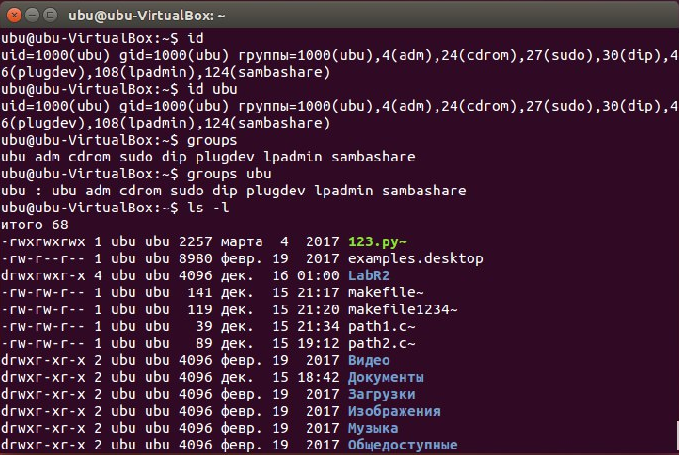 ubu@ubu-VirtualBox: ~
ubu@ubu-VirtualBox:~$ id
uid=1000(ubu) gid=1000(ubu) группы=1000(ubu),4(adm),24(cdrom),27(sudo),30(dip),4
6(plugdev),108(lpadmin),124(sambashare)
ubu@ubu-VirtualBox:~$ id ubu
uid=1000(ubu) gid=1000(ubu) группы=1000(ubu),4(adm),24(cdrom),27(sudo),30(dip),4
6(plugdev),108(lpadmin),124(sambashare)
ubu@ubu-VirtualBox:~$ groups
ubu adm cdrom sudo dip plugdev lpadmin sambashare
ubu@ubu-VirtualBox:~$ groups ubu
ubu : ubu adm cdrom sudo dip plugdev lpadmin sambashare
ubu@ubu-VirtualBox:~$ ls -l
итого 68
-rwxrwxrwx 1 ubu ubu 2257 марта  4  2017 123.py~
-rw-r--r-- 1 ubu ubu 8980 февр. 19  2017 examples.desktop
drwxrwxr-x 4 ubu ubu 4096 дек.  16 01:00 LabR2
-rw-rw-r-- 1 ubu ubu  141 дек.  15 21:17 makefile~
-rw-rw-r-- 1 ubu ubu  119 дек.  15 21:20 makefile1234~
-rw-rw-r-- 1 ubu ubu   39 дек.  15 21:34 path1.c~
-rw-rw-r-- 1 ubu ubu   89 дек.  15 19:12 path2.c~
drwxr-xr-x 2 ubu ubu 4096 февр. 19  2017 Видео
drwxr-xr-x 2 ubu ubu 4096 дек.  15 18:42 Документы
drwxr-xr-x 2 ubu ubu 4096 февр. 19  2017 Загрузки
drwxr-xr-x 2 ubu ubu 4096 февр. 19  2017 Изображения
drwxr-xr-x 2 ubu ubu 4096 февр. 19  2017 Музыка
drwxr-xr-x 2 ubu ubu 4096 февр. 19  2017 Общедоступные